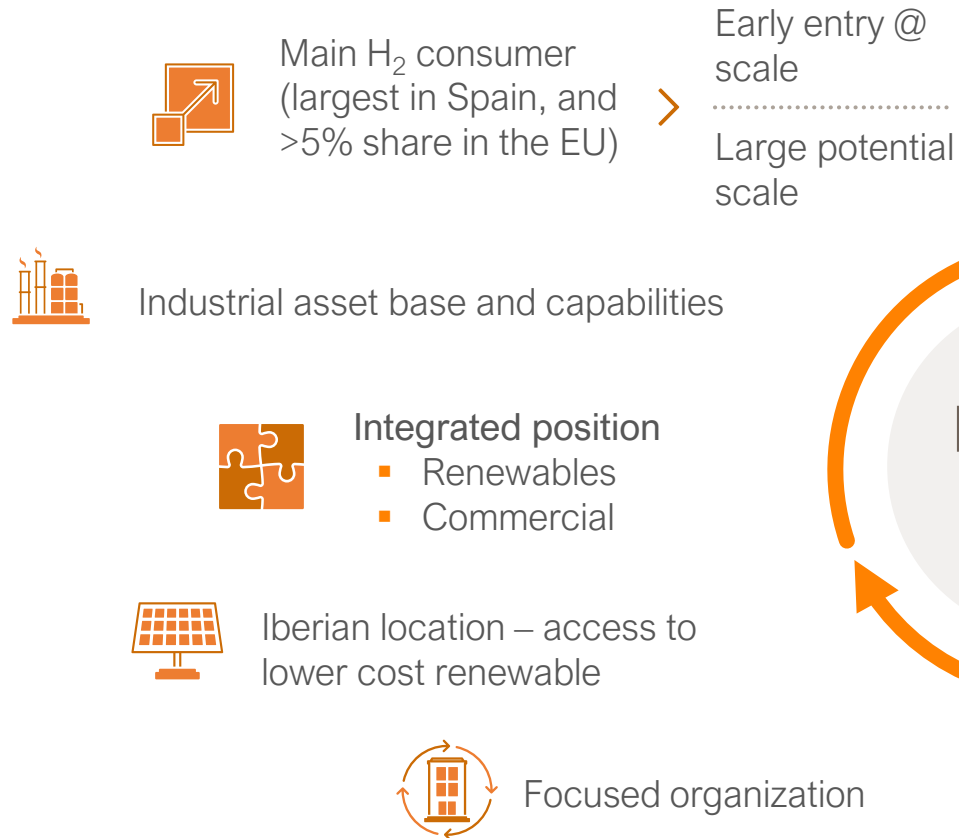 Main H₂ consumer
(largest in Spain, and
>5% share in the EU)
Early entry @
scale
Large potential
scale
Industrial asset base and capabilities
Integrated position
▪ Renewables
▪ Commercial
Iberian location – access to
lower cost renewable
Focused organization